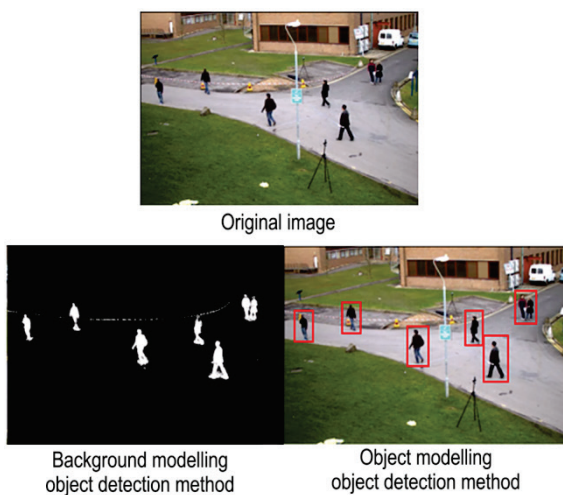 Original image
Background modelling
object detection method
Object modelling
object detection method